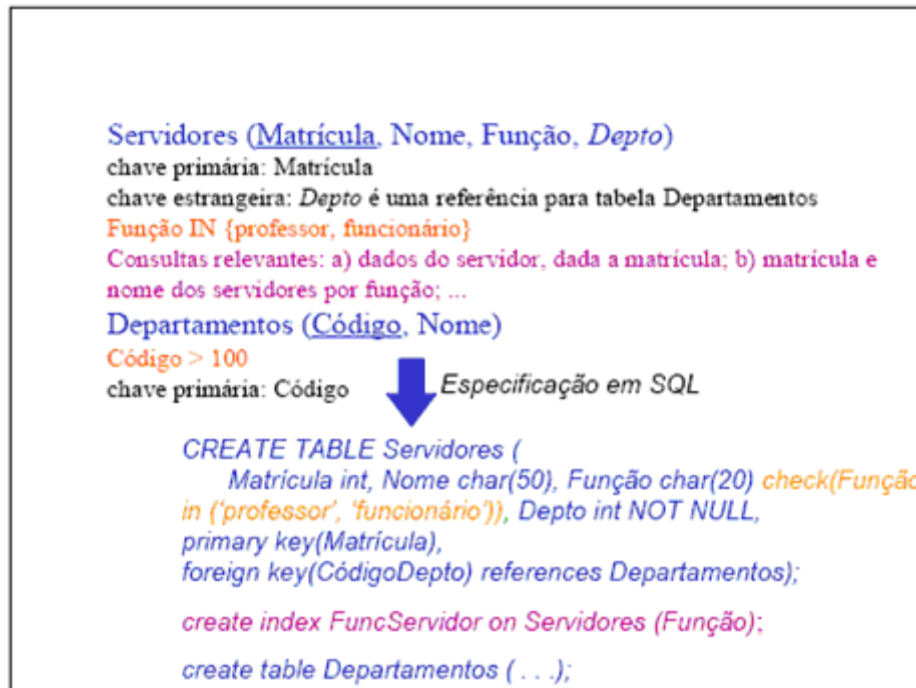 Servidores (Matrícula, Nome, Função, Depto)
chave primária: Matrícula
chave estrangeira: Depto é uma referência para tabela Departamentos
Função IN {professor, funcionário}
Consultas relevantes: a) dados do servidor, dada a matrícula; b) matrícula e
nome dos servidores por função; ...
Departamentos (Código, Nome)
Código > 100
chave primária: Código
Especificação em SQL
CREATE TABLE Servidores (
Matrícula int, Nome char(50), Função char(20) check(Função
in ('professor', 'funcionário')), Depto int NOT NULL,
primary key(Matrícula),
foreign key(CódigoDepto) references Departamentos);
create index FuncServidor on Servidores (Função);
create table Departamentos ( . . .);